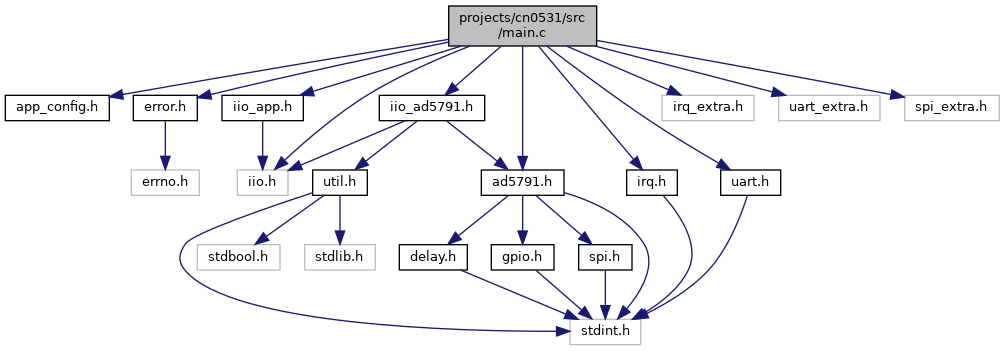 projects/cn0531/src
/main.c
app_config.h
error.h
iio_app.h
iio_ad5791.h
irq_extra.h
uart_extra.h
spi_extra.h
errno.h
iio.h
util.h
ad5791.h
irq.h
uart.h
stdbool.h
stdlib.h
delay.h
gpio.h
spi.h
stdint.h